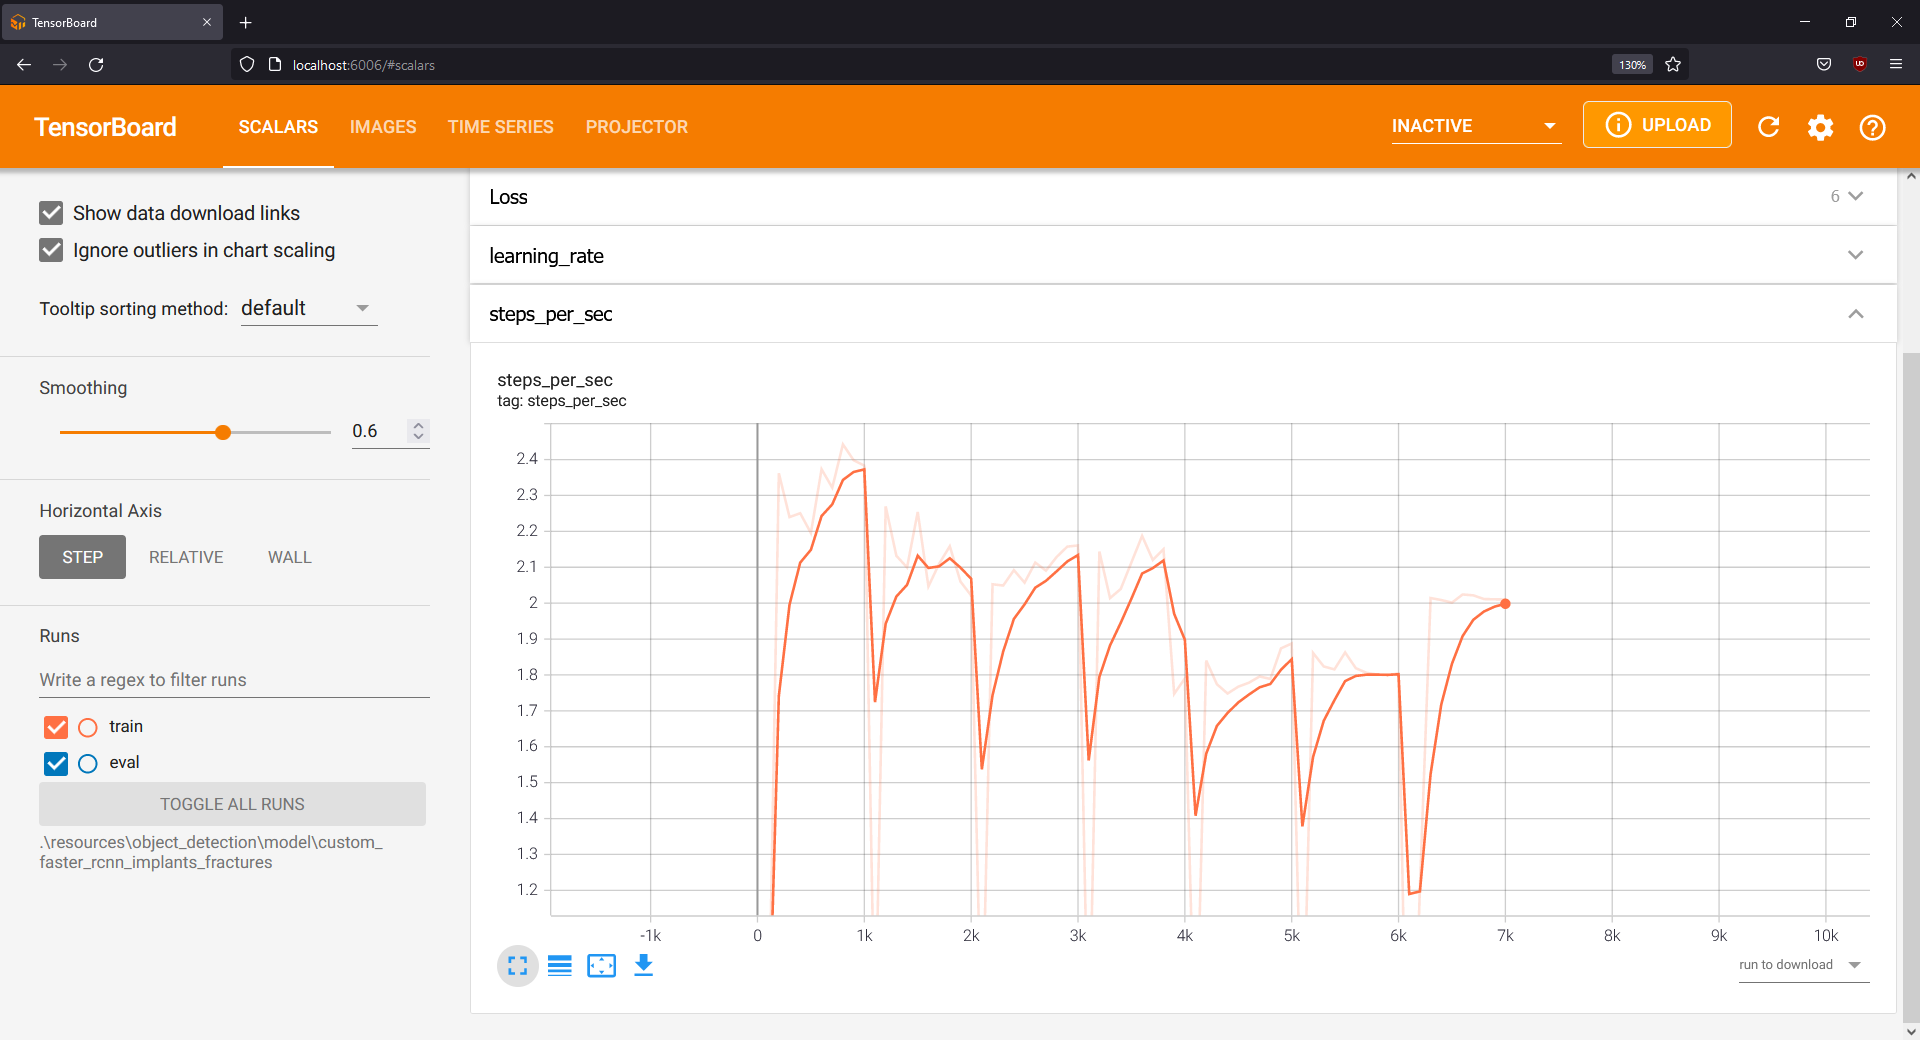 TensorBoard
localhost:6006/#scalars
130%
TensorBoard
SCALARS
IMAGES
TIME SERIES
PROJECTOR
INACTIVE
UPLOAD
Show data download links
Ignore outliers in chart scaling
Tooltip sorting method: default
Smoothing
0.6
Horizontal Axis
STEP
RELATIVE
WALL
Runs
Write a regex to filter runs
train
eval
TOGGLE ALL RUNS
.\resources\object_detection\model\custom_
faster_rcnn_implants_fractures
Loss
6
learning_rate
steps_per_sec
steps_per_sec
tag: steps_per_sec
2.4
2.3
2.2
2.1
2
1.9
1.8
1.7
1.6
1.5
1.4
1.3
1.2
-1k 0 1k 2k 3k 4k 5k 6k 7k 8k 9k 10k
run to download